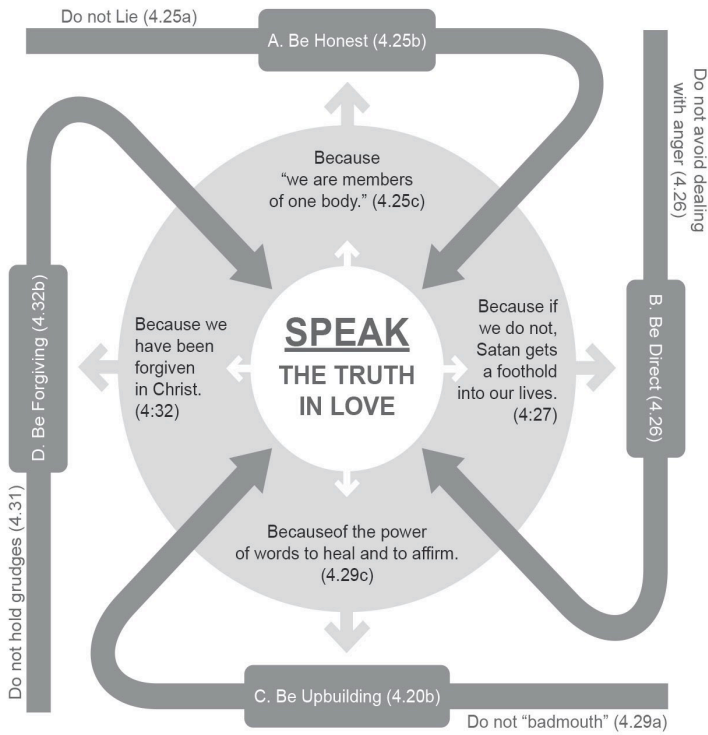 Do not Lie (4.25a)
A. Be Honest (4.25b)
Because
“we are members
of one body.” (4.25c)
Do not avoid dealing
with anger (4.26)
B. Be Direct (4.26)
Because if
we do not,
Satan gets
a foothold
into our lives.
(4:27)
SPEAK
THE TRUTH
IN LOVE
Because we
have been
forgiven
in Christ.
(4:32)
D. Be Forgiving (4.32b)
Do not hold grudges (4.31)
Becauseof the power
of words to heal and to affirm.
(4.29c)
C. Be Upbuilding (4.20b)
Do not “badmouth” (4.29a)